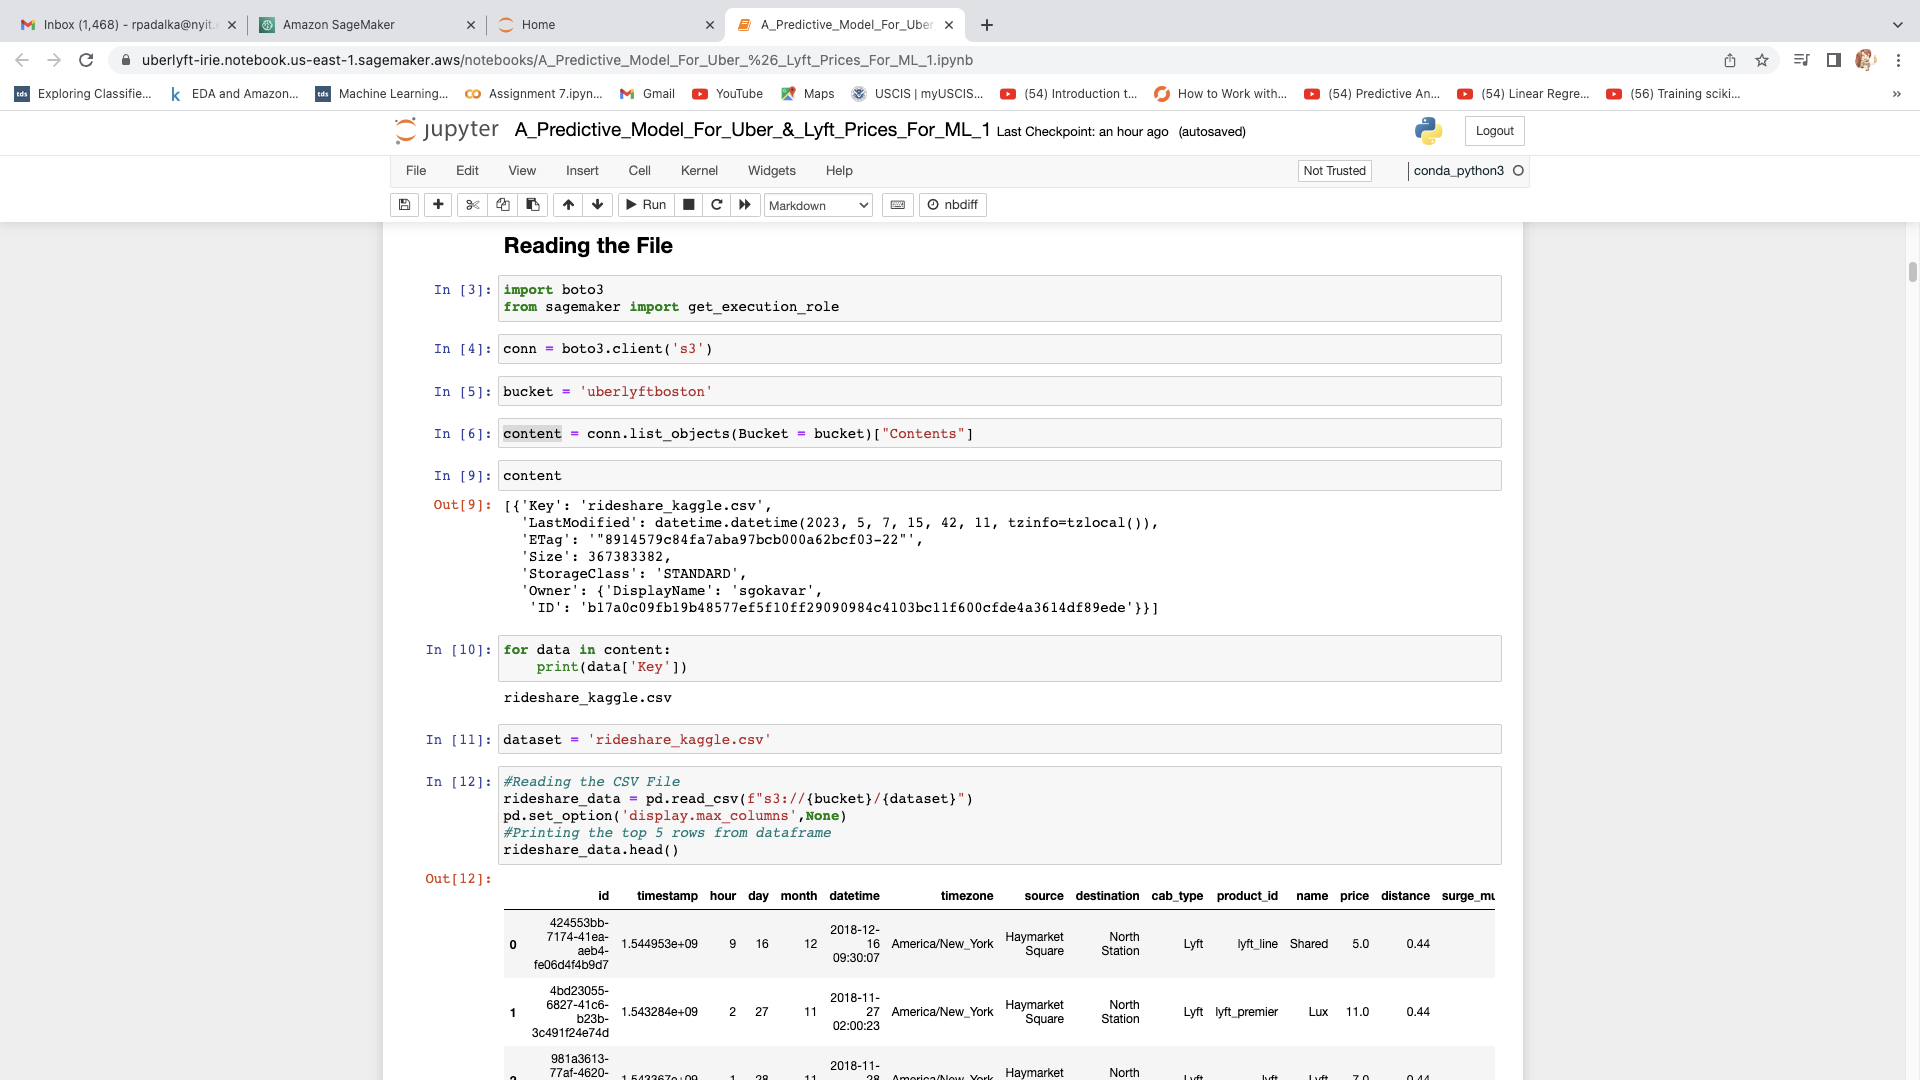 Inbox (1,468) - rpadalka@nyit.
Amazon SageMaker
Home
A_Predictive_Model_For_Uber
uberlyft-irie.notebook.us-east-1.sagemaker.aws/notebooks/A_Predictive_Model_For_Uber_%26_Lyft_Prices_For_ML_1.ipynb
tds Exploring Classifie... EDA and Amazon... tds Machine Learning... Assignment 7.ipyn... Gmail YouTube Maps USCIS | myUSCIS... (54) Introduction t... How to Work with... (54) Predictive An... (54) Linear Regre... (56) Training sciki... »
jupyter A_Predictive_Model_For_Uber_&_Lyft_Prices_For_ML_1 Last Checkpoint: an hour ago (autosaved) Logout
File Edit View Insert Cell Kernel Widgets Help Not Trusted conda_python3
Run Markdown nbdiff
Reading the File
In [3]: import boto3
from sagemaker import get_execution_role
In [4]: conn = boto3.client('s3')
In [5]: bucket = 'uberlyftboston'
In [6]: content = conn.list_objects(Bucket = bucket)["Contents"]
In [9]: content
Out[9]: [{'Key': 'rideshare_kaggle.csv',
'LastModified': datetime.datetime(2023, 5, 7, 15, 42, 11, tzinfo=tzlocal()),
'ETag': '"8914579c84fa7aba97bcb000a62bcf03-22"',
'Size': 367383382,
'StorageClass': 'STANDARD',
'Owner': {'DisplayName': 'sgokavar',
'ID': 'b17a0c09fb19b48577ef5f10ff29090984c4103bc11f600cfde4a3614df89ede'}}]
In [10]: for data in content:
print(data['Key'])
rideshare_kaggle.csv
In [11]: dataset = 'rideshare_kaggle.csv'
In [12]: #Reading the CSV File
rideshare_data = pd.read_csv(f"s3://{bucket}/{dataset}")
pd.set_option('display.max_columns',None)
#Printing the top 5 rows from dataframe
rideshare_data.head()
Out[12]:
id timestamp hour day month datetime timezone source destination cab_type product_id name price distance surge_mu
0 424553bb-7174-41ea-aeb4-fe06d4f4b9d7 1.544953e+09 9 16 12 2018-12-16 09:30:07 America/New_York Haymarket Square North Station Lyft lyft_line Shared 5.0 0.44
1 4bd23055-6827-41c6-b23b-3c491f24e74d 1.543284e+09 2 27 11 2018-11-27 02:00:23 America/New_York Haymarket Square North Station Lyft lyft_premier Lux 11.0 0.44
2 981a3613-77af-4620- 1.543367e+09 1 28 11 2018-11-28 America/New_York Haymarket North Lyft lyft Lyft 7.0 0.44